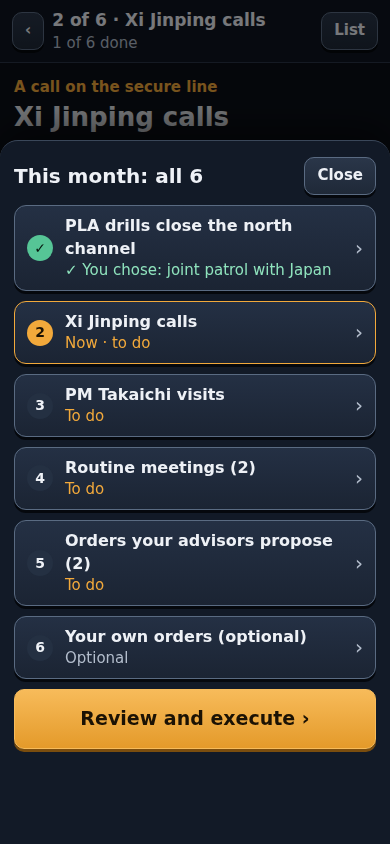 ‹
2 of 6 · Xi Jinping calls
1 of 6 done
List
A call on the secure line
Xi Jinping calls
This month: all 6
Close
PLA drills close the north
channel
✓ You chose: joint patrol with Japan
✓
›
2
Xi Jinping calls
Now · to do
›
3
PM Takaichi visits
To do
›
4
Routine meetings (2)
To do
›
5
Orders your advisors propose
(2)
To do
›
6
Your own orders (optional)
Optional
›
Review and execute ›